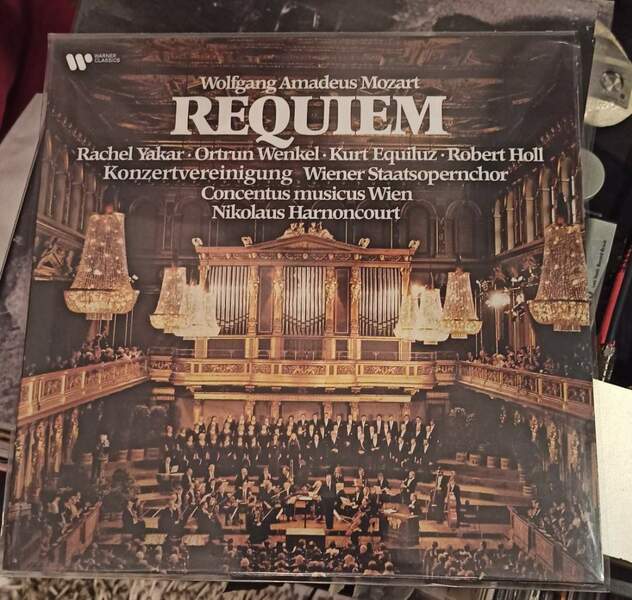 WARNER
CLASSICS
Wolfgang Amadeus Mozart
REQUIEM
Rachel Yakar · Ortrun Wenkel · Kurt Equiluz · Robert Holl
Konzertvereinigung Wiener Staatsopernchor
Concentus musicus Wien
Nikolaus Harnoncourt